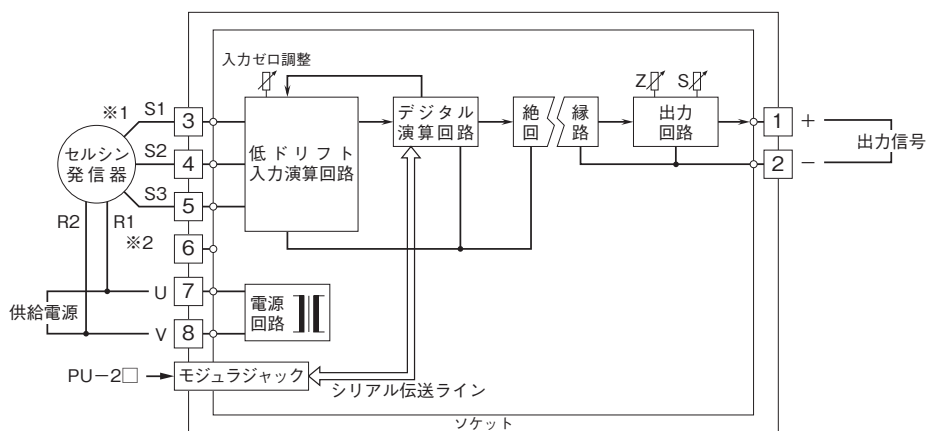 入力ゼロ調整
Z
S
※1
S1
3
デジタル
演算回路
絶 縁
回 路
出力
回路
1
+
セルシン
発信器
S2
4
低ドリフト
入力演算回路
2
−
出力信号
S3
5
R2
R1
※2
6
供給電源
U
7
電源
回路
V
8
PU−2□
モジュラジャック
シリアル伝送ライン
ソケット